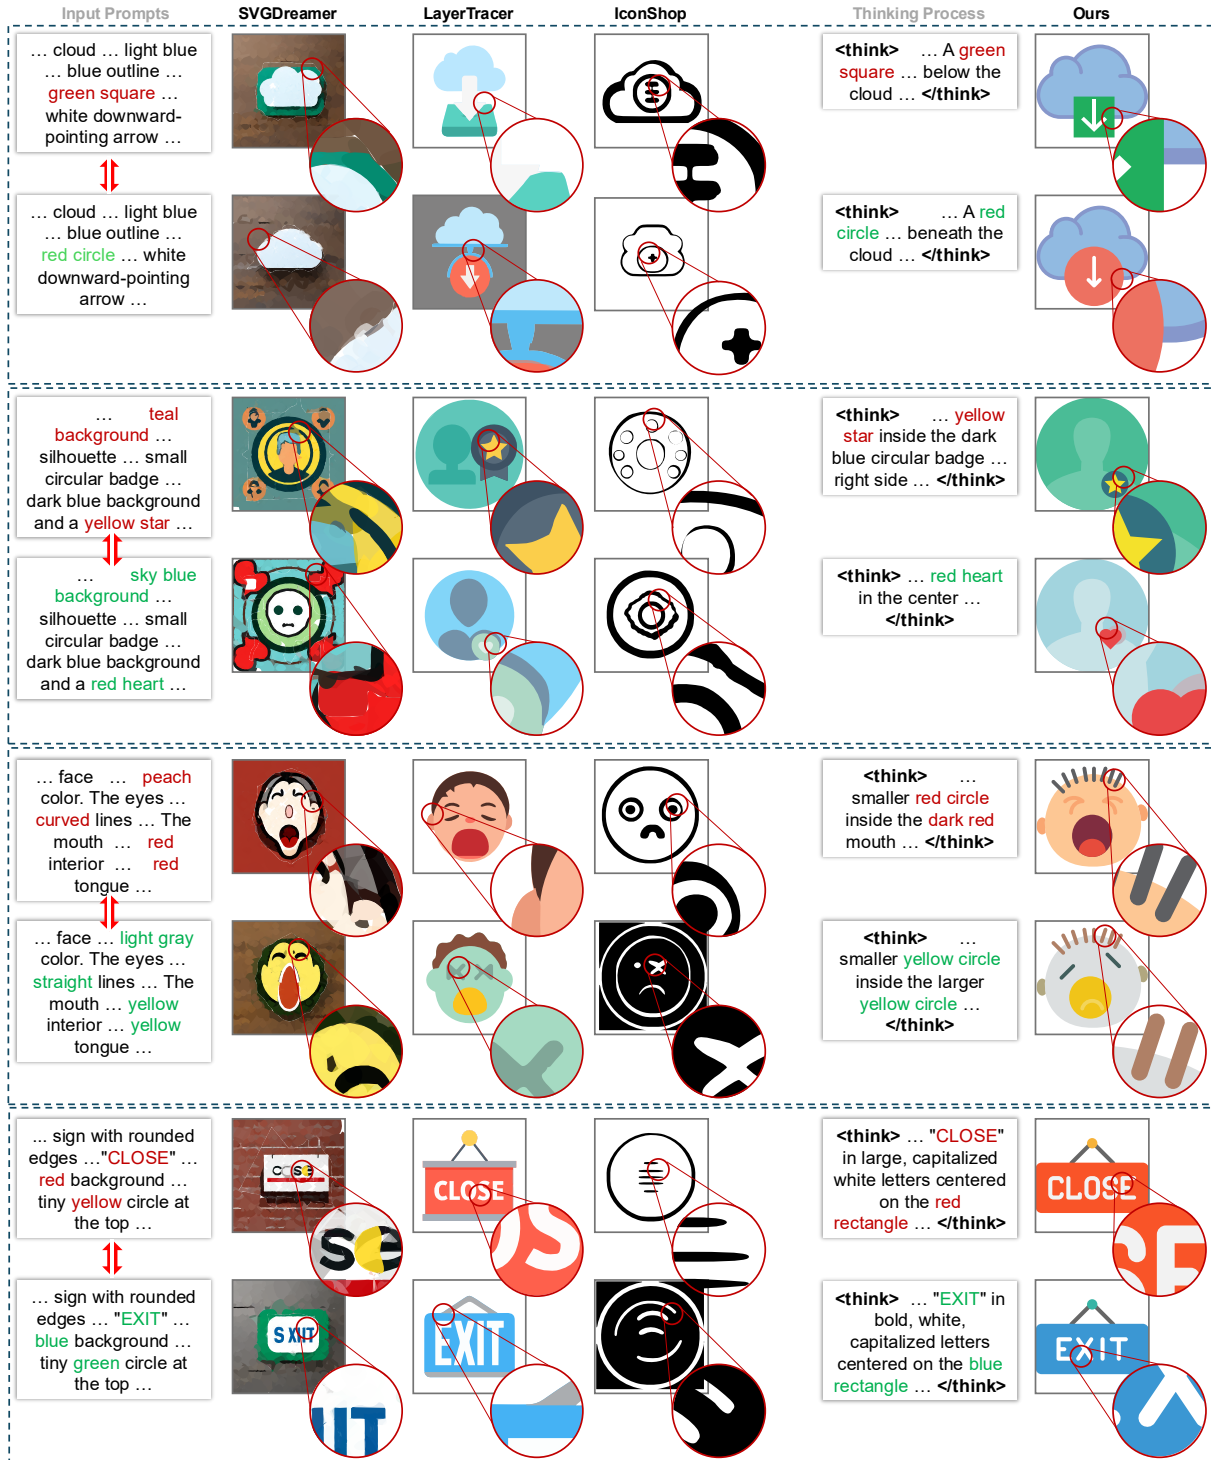 Input Prompts
SVGDreamer
LayerTracer
IconShop
Thinking Process
Ours
… cloud … light blue
… blue outline …
green square …
white downward-
pointing arrow …
<think> … A green
square … below the
cloud … </think>
… cloud … light blue
… blue outline …
red circle … white
downward-pointing
arrow …
<think> … A red
circle … beneath the
cloud … </think>
… teal
background …
silhouette … small
circular badge …
dark blue background
and a yellow star …
<think> … yellow
star inside the dark
blue circular badge …
right side … </think>
… sky blue
background …
silhouette … small
circular badge …
dark blue background
and a red heart …
<think> … red heart
in the center …
</think>
… face … peach
color. The eyes …
curved lines … The
mouth … red
interior … red
tongue …
<think> …
smaller red circle
inside the dark red
mouth … </think>
… face … light gray
color. The eyes …
straight lines … The
mouth … yellow
interior … yellow
tongue …
<think> …
smaller yellow circle
inside the larger
yellow circle …
</think>
... sign with rounded
edges …"CLOSE" …
red background …
tiny yellow circle at
the top …
CLOSE
<think> … "CLOSE"
in large, capitalized
white letters centered
on the red
rectangle … </think>
CLOSE
… sign with rounded
edges … "EXIT" …
blue background …
tiny green circle at
the top …
S XIIT
EXIT
<think> … "EXIT" in
bold, white,
capitalized letters
centered on the blue
rectangle … </think>
EXIT